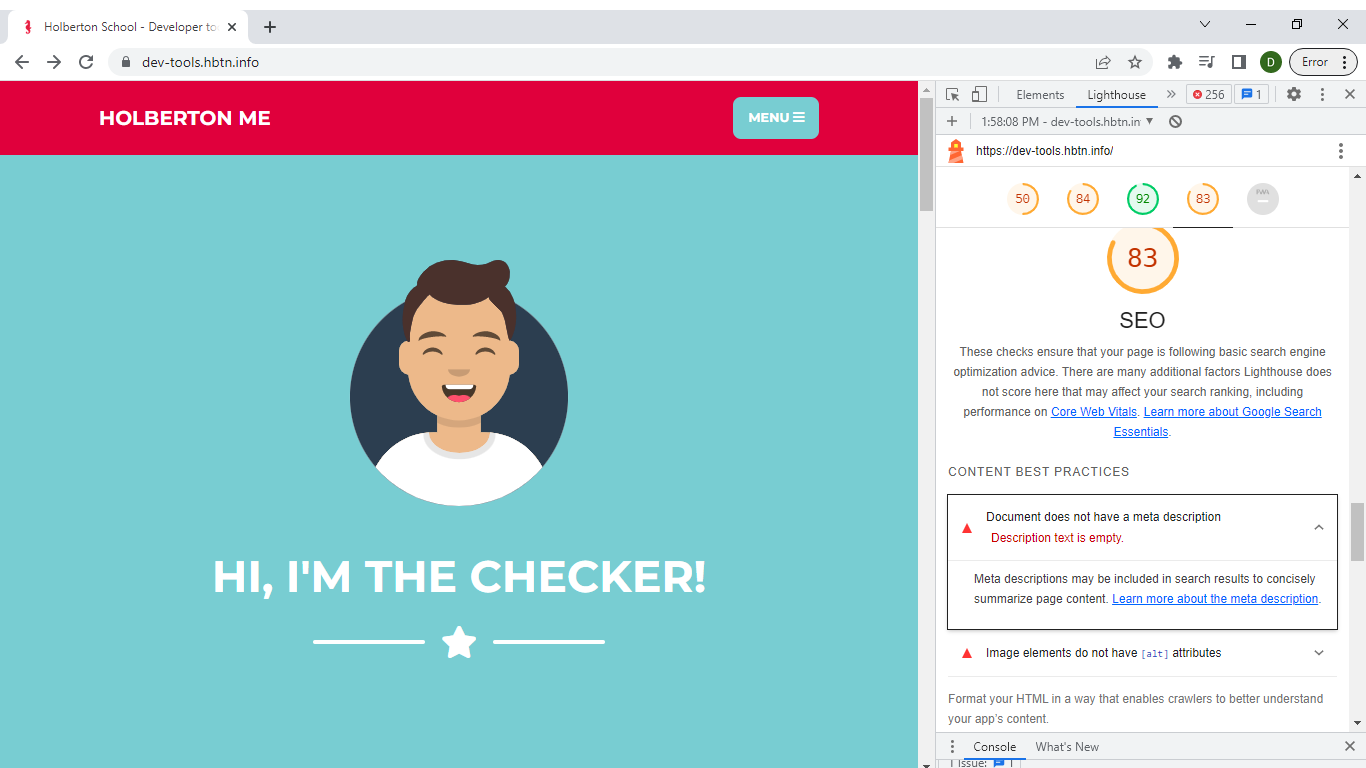 Holberton School - Developer to
dev-tools.hbtn.info
D
Error
HOLBERTON ME
MENU
HI, I'M THE CHECKER!
Elements
Lighthouse
256
1
1:58:08 PM - dev-tools.hbtn.in
https://dev-tools.hbtn.info/
50
84
92
83
PWA
83
SEO
These checks ensure that your page is following basic search engine
optimization advice. There are many additional factors Lighthouse does
not score here that may affect your search ranking, including
performance on Core Web Vitals. Learn more about Google Search
Essentials.
CONTENT BEST PRACTICES
Document does not have a meta description
Description text is empty.
Meta descriptions may be included in search results to concisely
summarize page content. Learn more about the meta description.
Image elements do not have [alt] attributes
Format your HTML in a way that enables crawlers to better understand
your app's content.
Console
What's New
1 Issue: 1